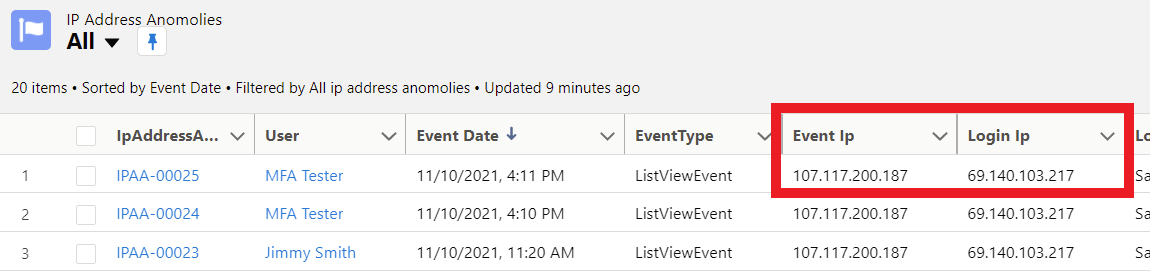 IP Address Anomolies
All
20 items • Sorted by Event Date • Filtered by All ip address anomolies • Updated 9 minutes ago
IpAddressA... User Event Date EventType Event Ip Login Ip Lo
1 IPAA-00025 MFA Tester 11/10/2021, 4:11 PM ListViewEvent 107.117.200.187 69.140.103.217 Sa
2 IPAA-00024 MFA Tester 11/10/2021, 4:10 PM ListViewEvent 107.117.200.187 69.140.103.217 Sa
3 IPAA-00023 Jimmy Smith 11/10/2021, 11:20 AM ListViewEvent 107.117.200.187 69.140.103.217 Sa